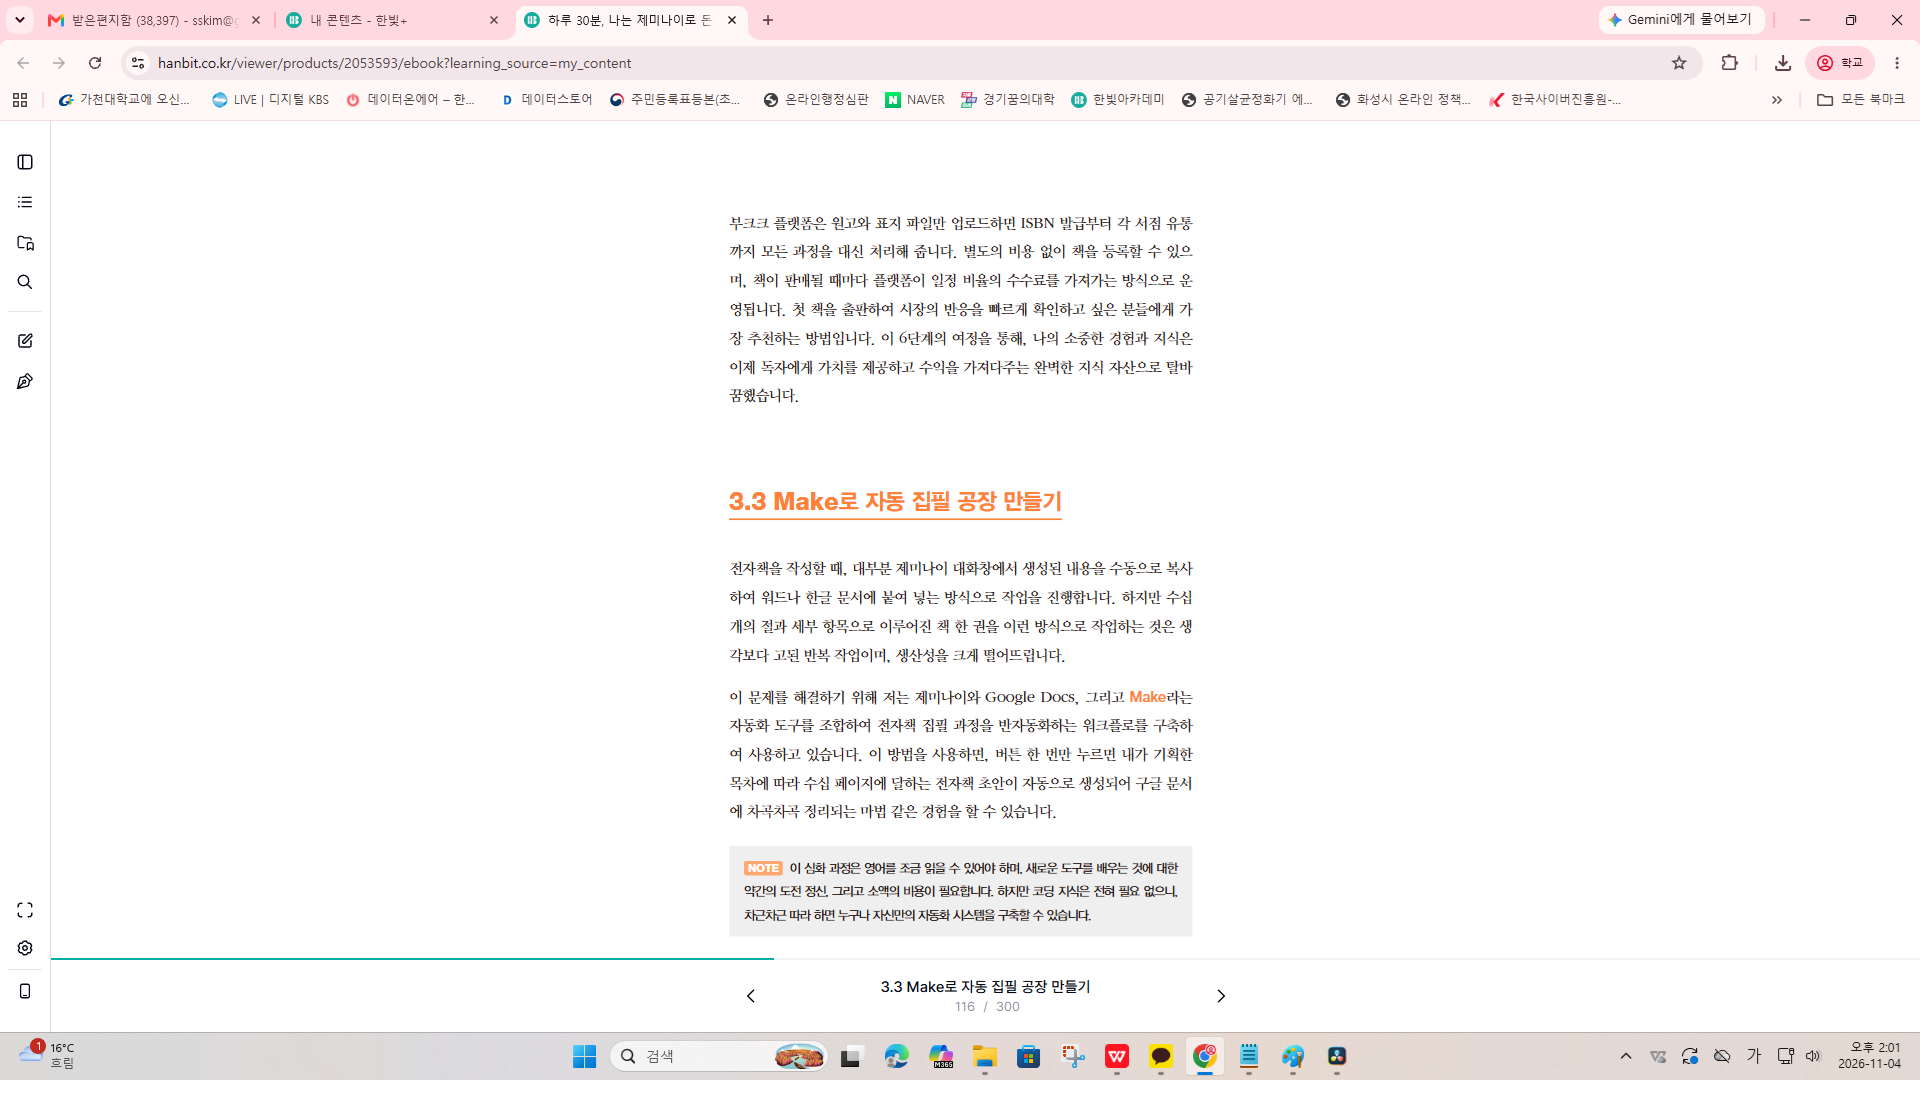 받은편지함 (38,397) - sskim@g
내 콘텐츠 - 한빛+
하루 30분, 나는 제미나이로 돈
Gemini에게 물어보기
hanbit.co.kr/viewer/products/2053593/ebook?learning_source=my_content
학교
가천대학교에 오신...
LIVE | 디지털 KBS
데이터온에어 – 한...
데이터스토어
주민등록표등본(초...
온라인행정심판
NAVER
경기꿈의대학
한빛아카데미
공기살균정화기 에...
화성시 온라인 정책...
한국사이버진흥원-...
모든 북마크
부크크 플랫폼은 원고와 표지 파일만 업로드하면 ISBN 발급부터 각 서점 유통
까지 모든 과정을 대신 처리해 줍니다. 별도의 비용 없이 책을 등록할 수 있으
며, 책이 판매될 때마다 플랫폼이 일정 비율의 수수료를 가져가는 방식으로 운
영됩니다. 첫 책을 출판하여 시장의 반응을 빠르게 확인하고 싶은 분들에게 가
장 추천하는 방법입니다. 이 6단계의 여정을 통해, 나의 소중한 경험과 지식은
이제 독자에게 가치를 제공하고 수익을 가져다주는 완벽한 지식 자산으로 탈바
꿈했습니다.
3.3 Make로 자동 집필 공장 만들기
전자책을 작성할 때, 대부분 제미나이 대화창에서 생성된 내용을 수동으로 복사
하여 워드나 한글 문서에 붙여 넣는 방식으로 작업을 진행합니다. 하지만 수십
개의 절과 세부 항목으로 이루어진 책 한 권을 이런 방식으로 작업하는 것은 생
각보다 고된 반복 작업이며, 생산성을 크게 떨어뜨립니다.
이 문제를 해결하기 위해 저는 제미나이와 Google Docs, 그리고 Make라는
자동화 도구를 조합하여 전자책 집필 과정을 반자동화하는 워크플로를 구축하
여 사용하고 있습니다. 이 방법을 사용하면, 버튼 한 번만 누르면 내가 기획한
목차에 따라 수십 페이지에 달하는 전자책 초안이 자동으로 생성되어 구글 문서
에 차곡차곡 정리되는 마법 같은 경험을 할 수 있습니다.
NOTE 이 심화 과정은 영어를 조금 읽을 수 있어야 하며, 새로운 도구를 배우는 것에 대한
약간의 도전 정신, 그리고 소액의 비용이 필요합니다. 하지만 코딩 지식은 전혀 필요 없으니,
차근차근 따라 하면 누구나 자신만의 자동화 시스템을 구축할 수 있습니다.
3.3 Make로 자동 집필 공장 만들기
116 / 300
1
16°C
흐림
검색
M365
가
오후 2:01
2026-11-04